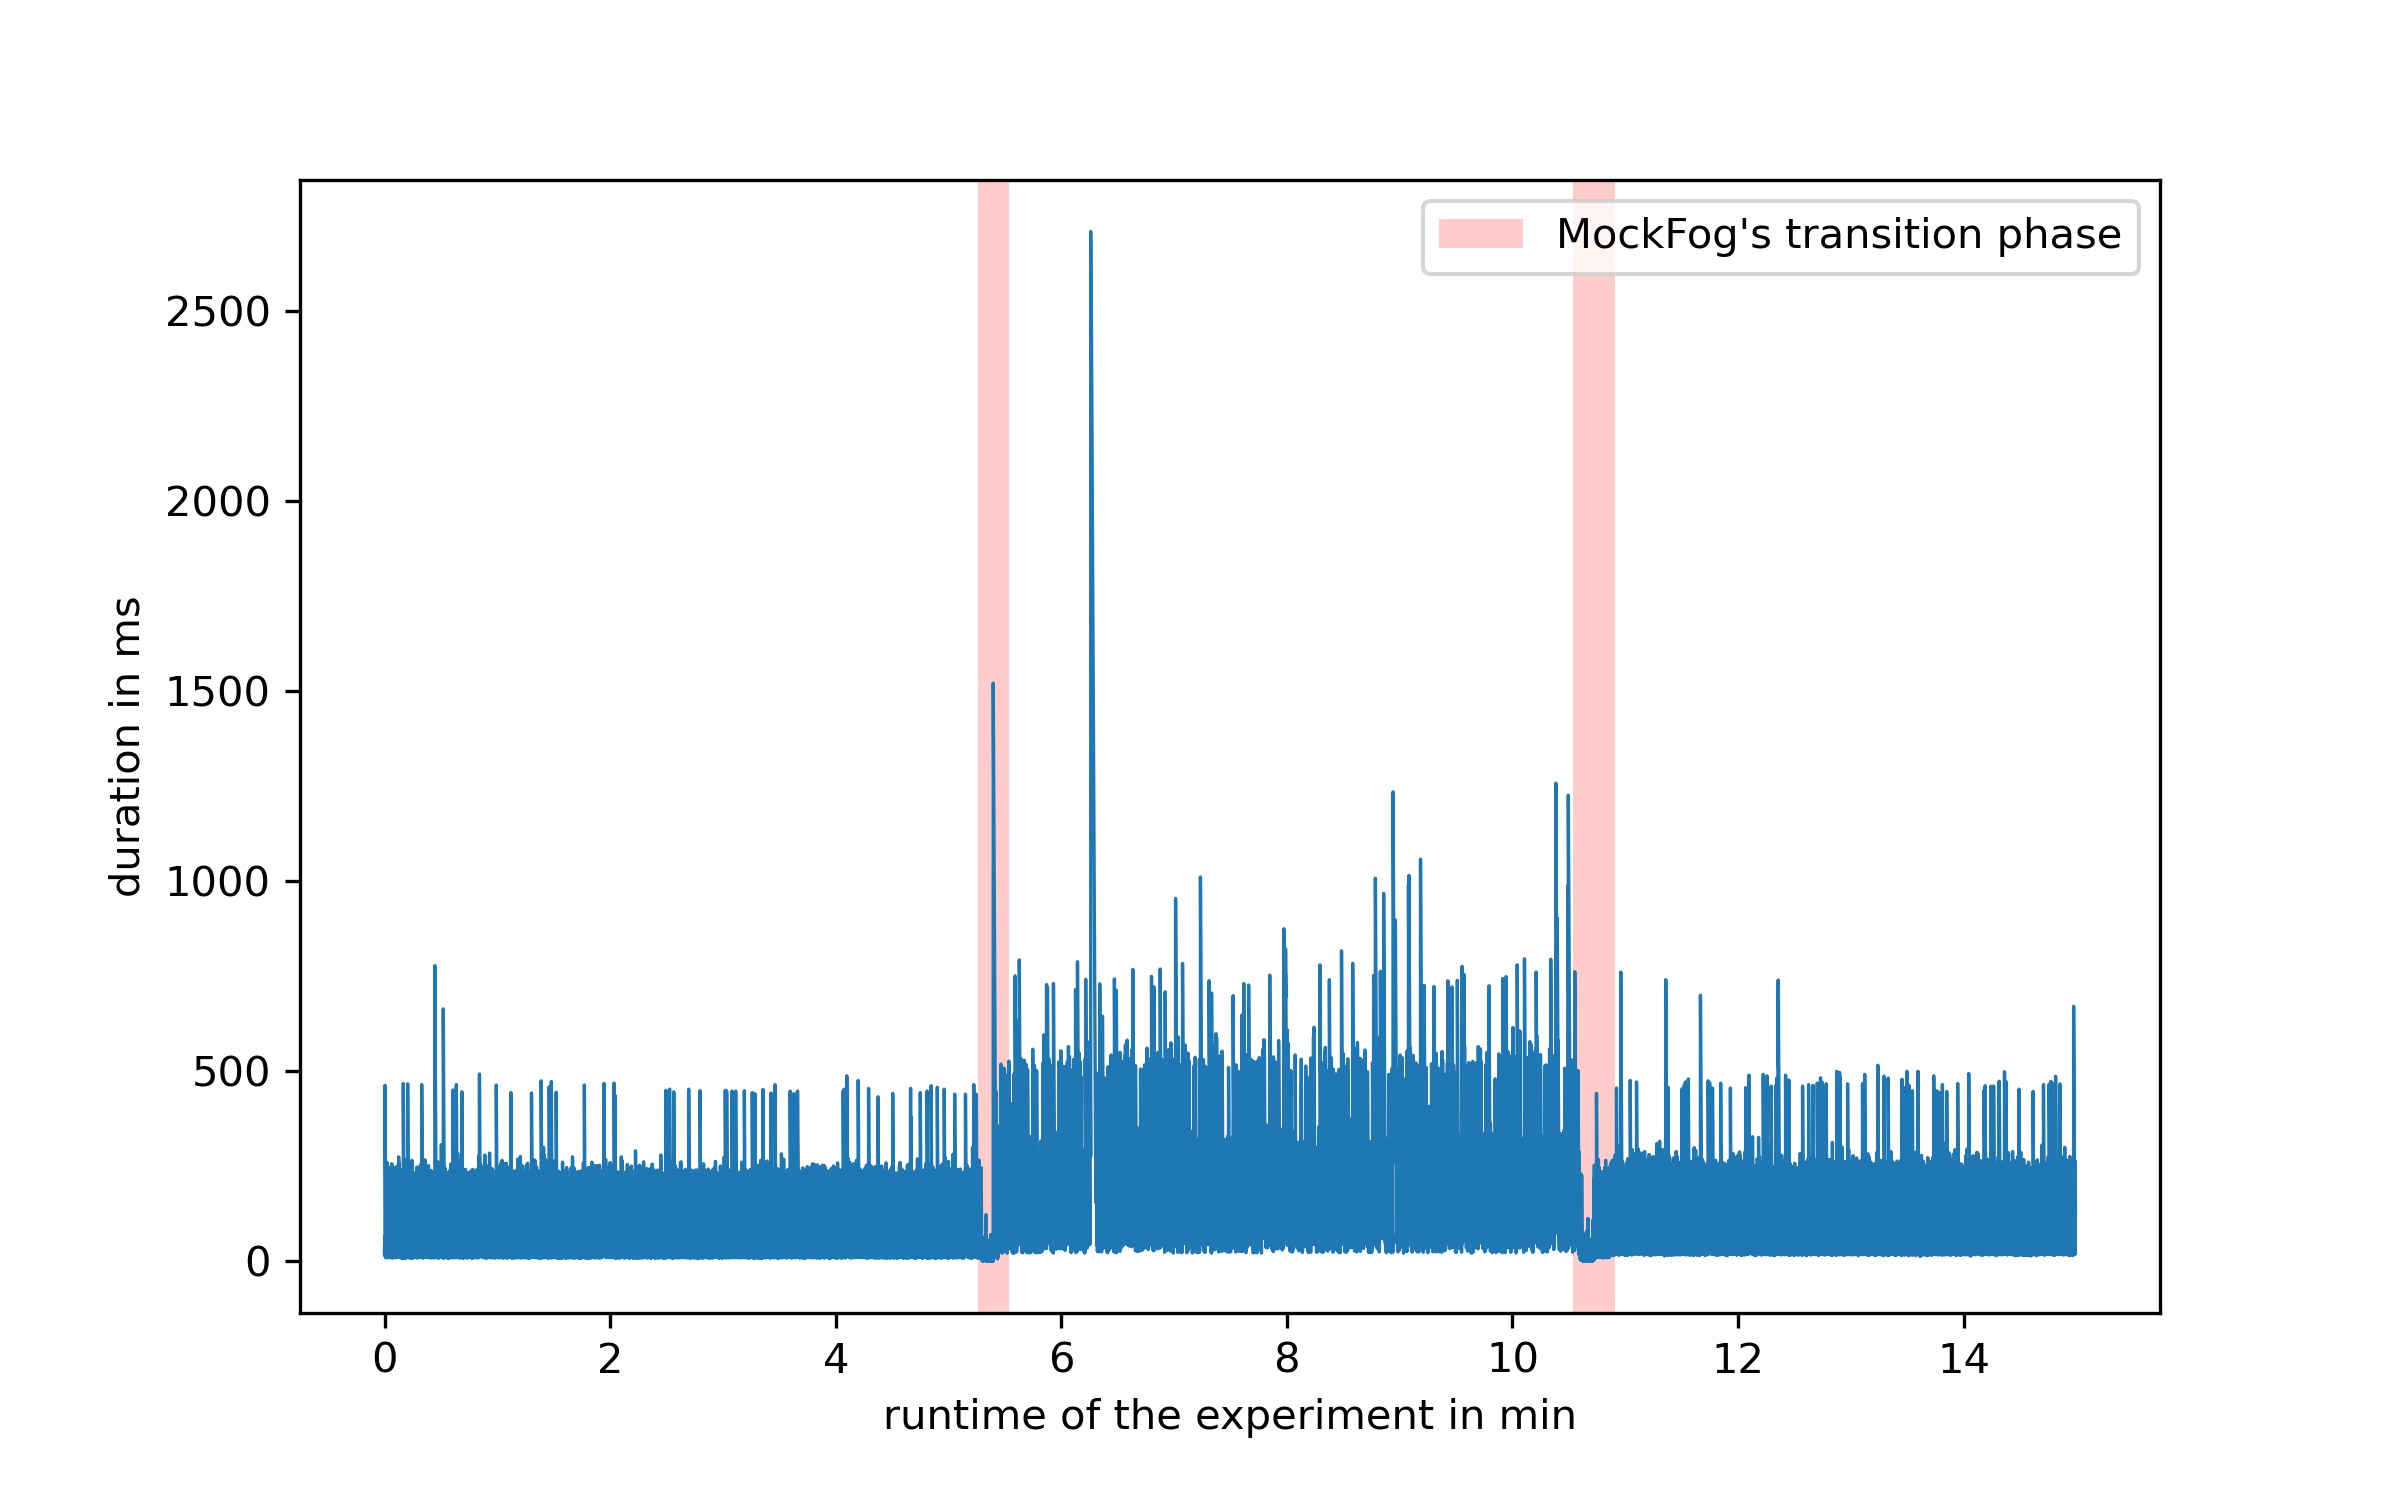 MockFog's transition phase
2500
2000
1500
1000
500
0
duration in ms
0 2 4 6 8 10 12 14
runtime of the experiment in min